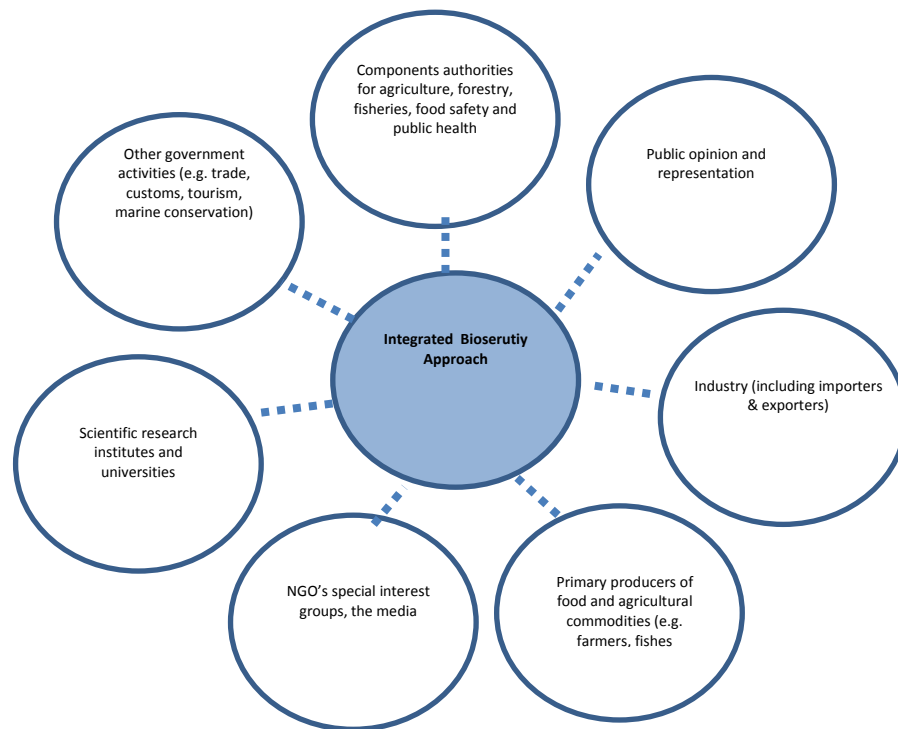 Components authorities
for agriculture, forestry,
fisheries, food safety and
public health
Public opinion and
representation
Other government
activities (e.g. trade,
customs, tourism,
marine conservation)
Integrated Bioserutiy
Approach
Industry (including importers
& exporters)
Scientific research
institutes and
universities
NGO’s special interest
groups, the media
Primary producers of
food and agricultural
commodities (e.g.
farmers, fishes